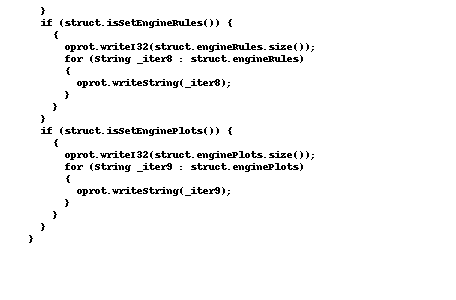 }
if (struct.isSetEngineRules()) {
{
oprot.writeI32(struct.engineRules.size());
for (String _iter8 : struct.engineRules)
{
oprot.writeString(_iter8);
}
}
}
if (struct.isSetEnginePlots()) {
{
oprot.writeI32(struct.enginePlots.size());
for (String _iter9 : struct.enginePlots)
{
oprot.writeString(_iter9);
}
}
}
}